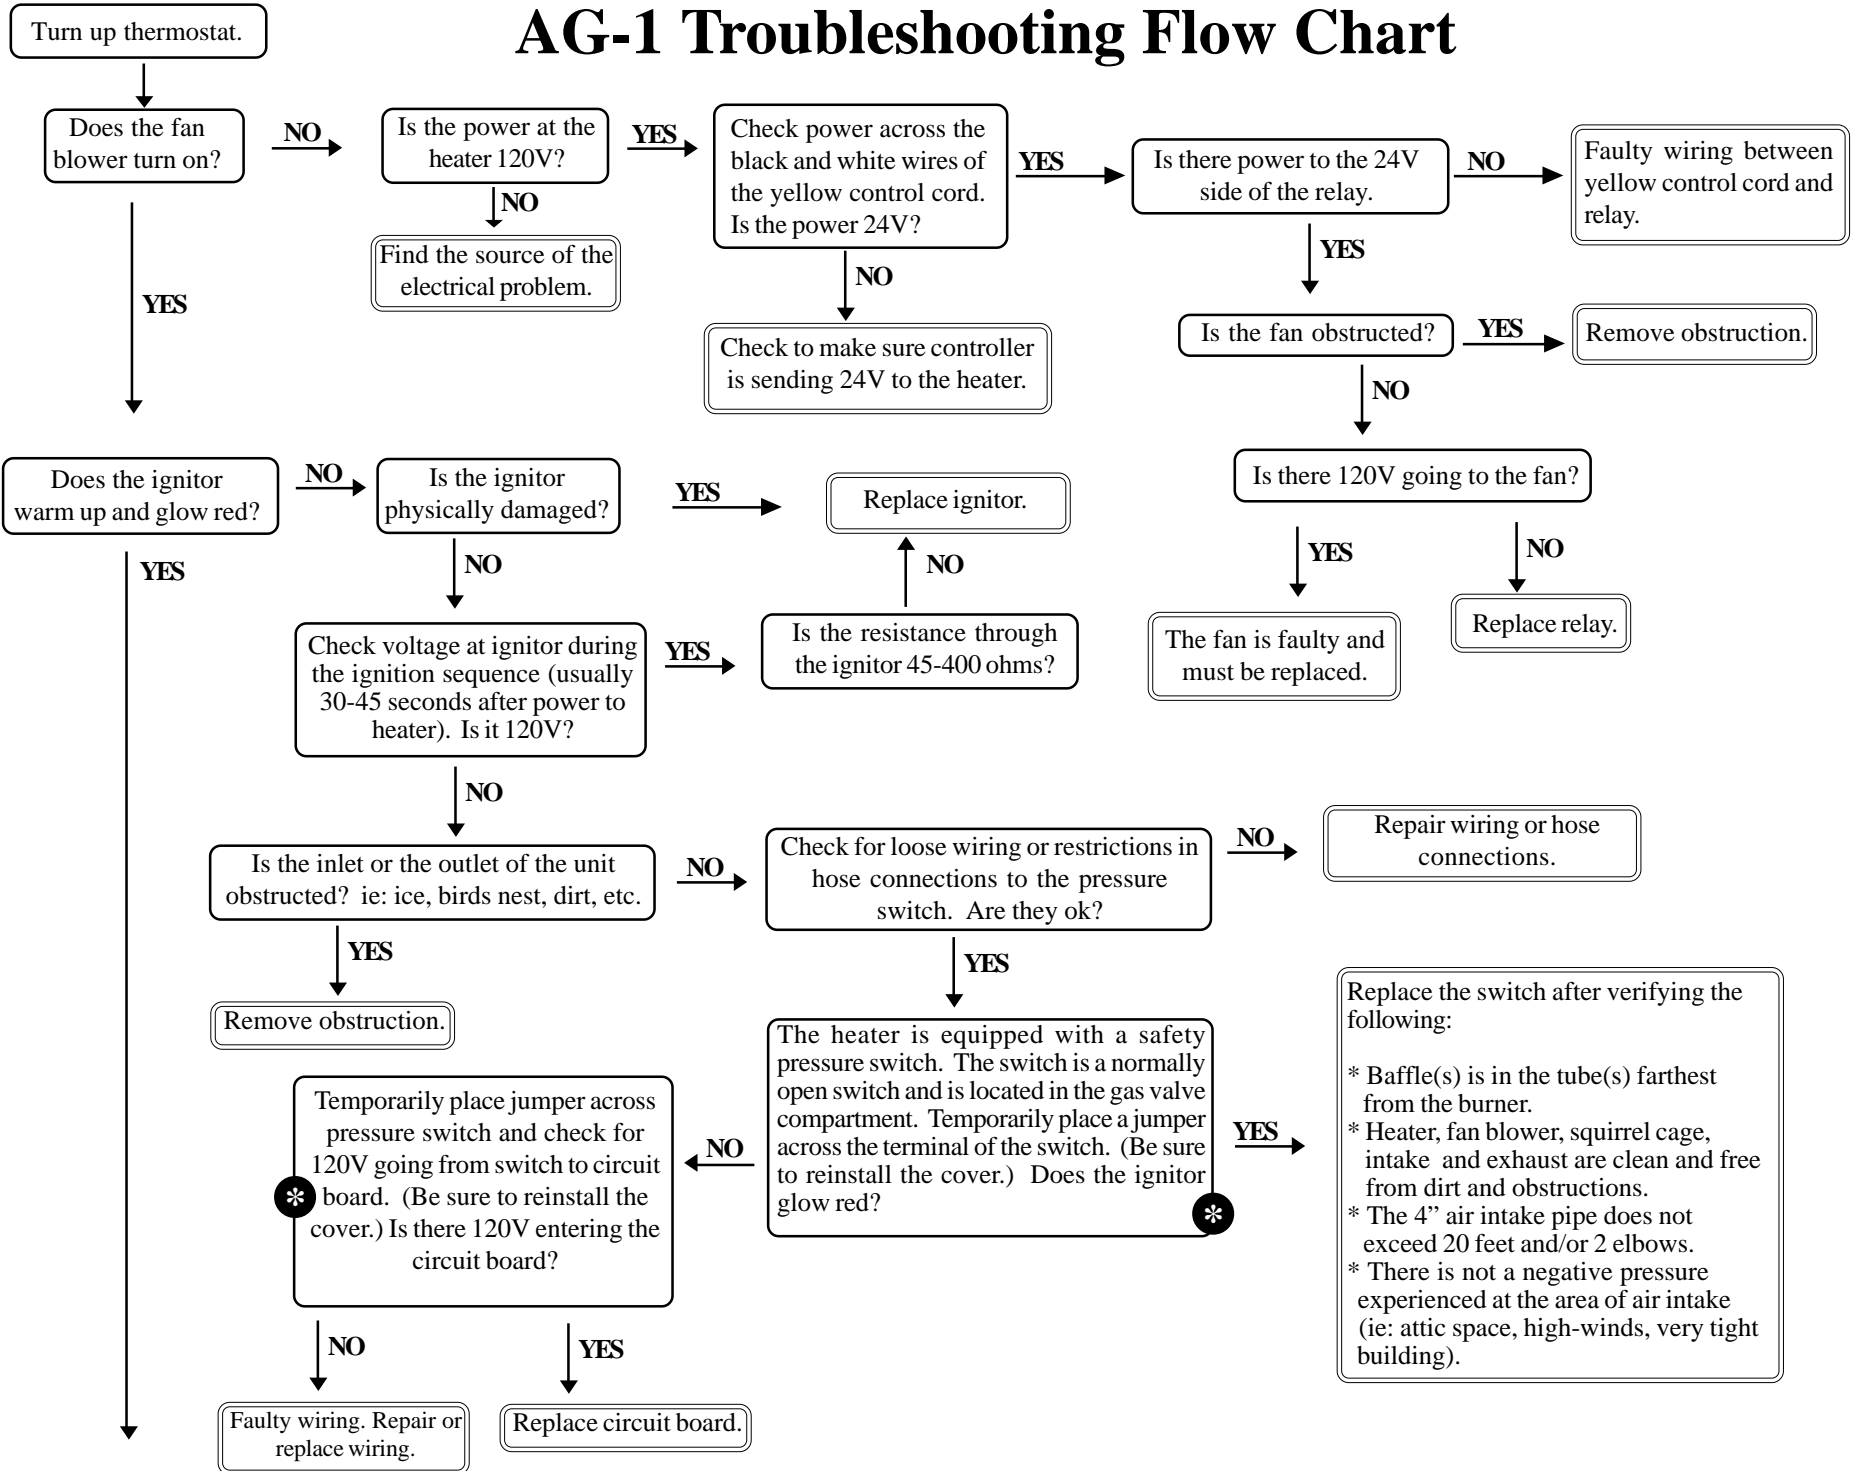 AG-1 Troubleshooting Flow Chart
Turn up thermostat.
Does the fan
blower turn on?
NO
Is the power at the
heater 120V?
YES
Check power across the
black and white wires of
the yellow control cord.
Is the power 24V?
YES
Is there power to the 24V
side of the relay.
NO
Faulty wiring between
yellow control cord and
relay.
NO
Find the source of the
electrical problem.
YES
NO
Check to make sure controller
is sending 24V to the heater.
YES
Is the fan obstructed?
YES
Remove obstruction.
NO
Is there 120V going to the fan?
YES
NO
The fan is faulty and
must be replaced.
Replace relay.
Does the ignitor
warm up and glow red?
NO
Is the ignitor
physically damaged?
YES
Replace ignitor.
YES
NO
NO
Check voltage at ignitor during
the ignition sequence (usually
30-45 seconds after power to
heater). Is it 120V?
YES
Is the resistance through
the ignitor 45-400 ohms?
NO
Is the inlet or the outlet of the unit
obstructed? ie: ice, birds nest, dirt, etc.
NO
Check for loose wiring or restrictions in
hose connections to the pressure
switch. Are they ok?
NO
Repair wiring or hose
connections.
YES
Remove obstruction.
YES
The heater is equipped with a safety
pressure switch. The switch is a normally
open switch and is located in the gas valve
compartment. Temporarily place a jumper
across the terminal of the switch. (Be sure
to reinstall the cover.) Does the ignitor
glow red?
*
YES
Replace the switch after verifying the
following:
* Baffle(s) is in the tube(s) farthest
from the burner.
* Heater, fan blower, squirrel cage,
intake and exhaust are clean and free
from dirt and obstructions.
* The 4” air intake pipe does not
exceed 20 feet and/or 2 elbows.
* There is not a negative pressure
experienced at the area of air intake
(ie: attic space, high-winds, very tight
building).
NO
Temporarily place jumper across
pressure switch and check for
120V going from switch to circuit
* board. (Be sure to reinstall the
cover.) Is there 120V entering the
circuit board?
NO
YES
Faulty wiring. Repair or
replace wiring.
Replace circuit board.